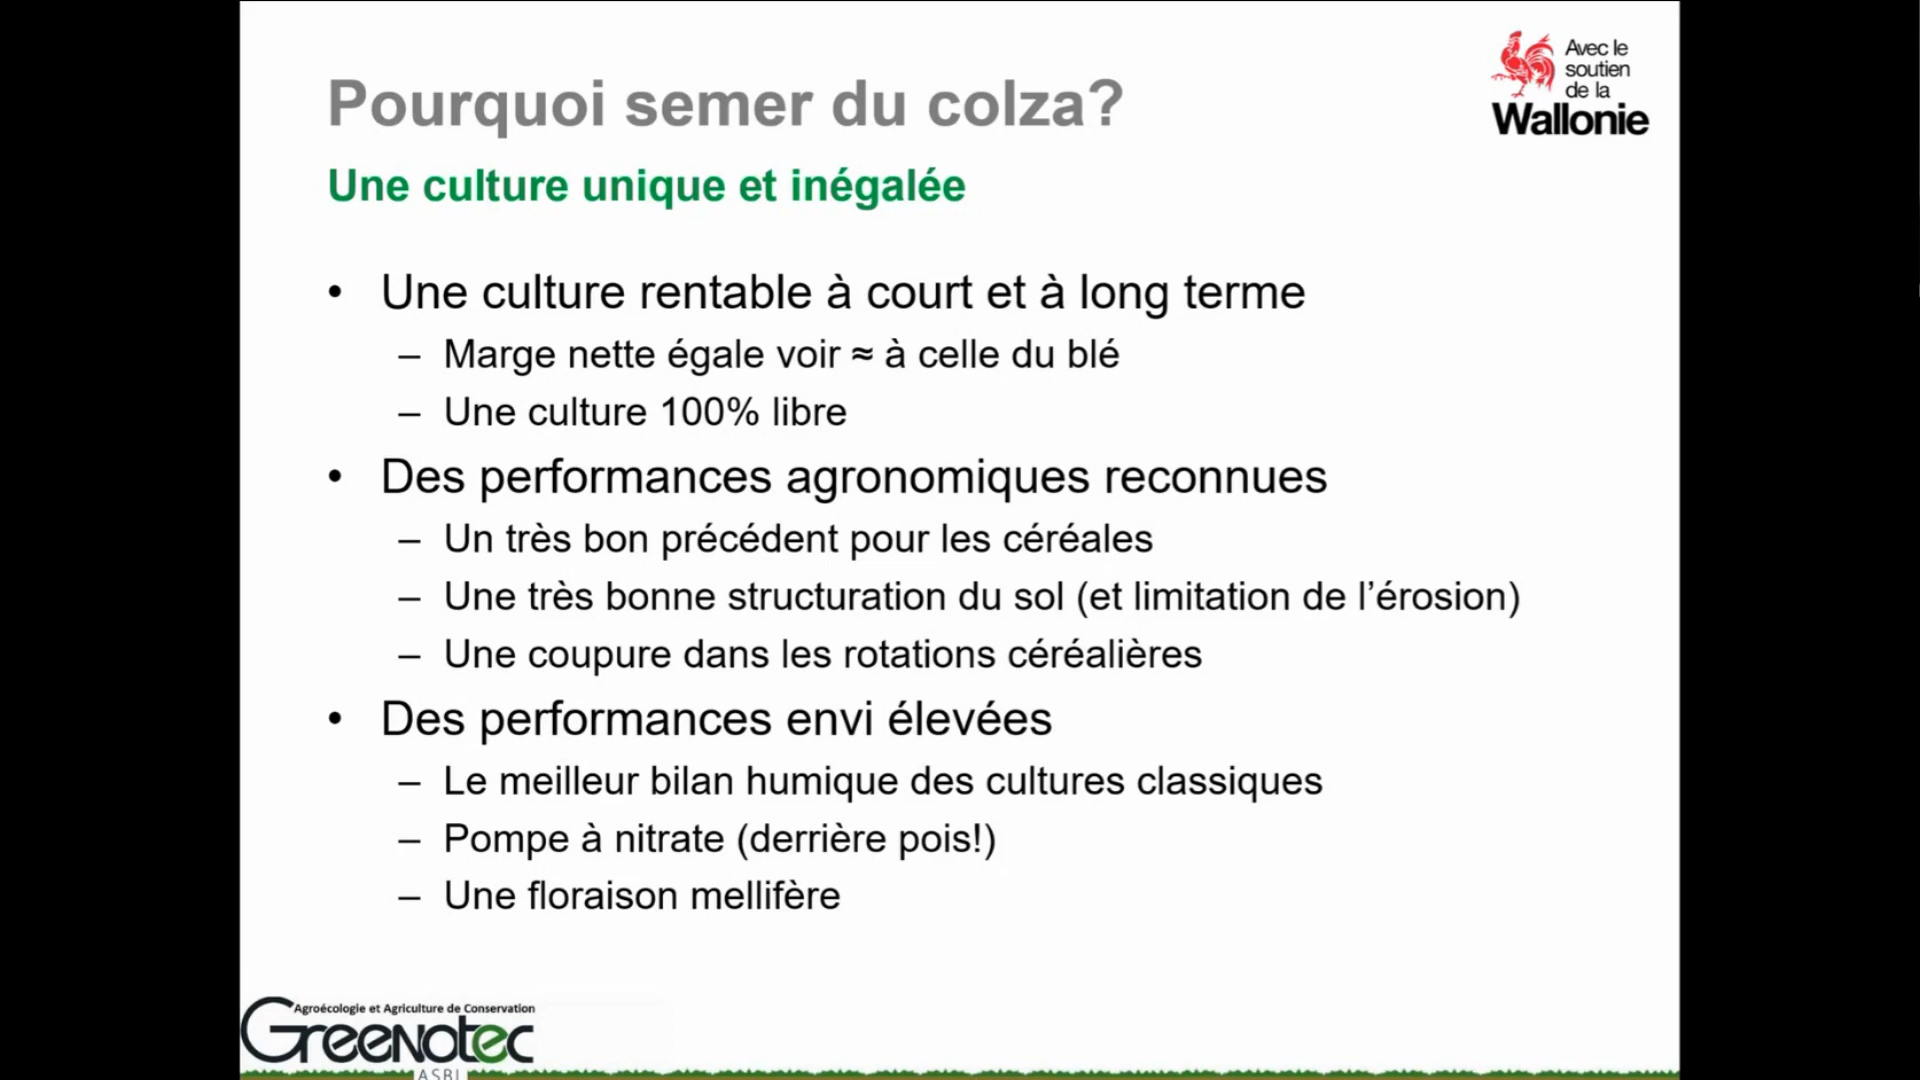 Pourquoi semer du colza?
Avec le
soutien
de la
Wallonie
Une culture unique et inégalée
• Une culture rentable à court et à long terme
– Marge nette égale voir ≈ à celle du blé
– Une culture 100% libre
• Des performances agronomiques reconnues
– Un très bon précédent pour les céréales
– Une très bonne structuration du sol (et limitation de l’érosion)
– Une coupure dans les rotations céréalières
• Des performances envi élevées
– Le meilleur bilan humique des cultures classiques
– Pompe à nitrate (derrière pois!)
– Une floraison mellifère
Agroécologie et Agriculture de Conservation
Greenotec
ASBL